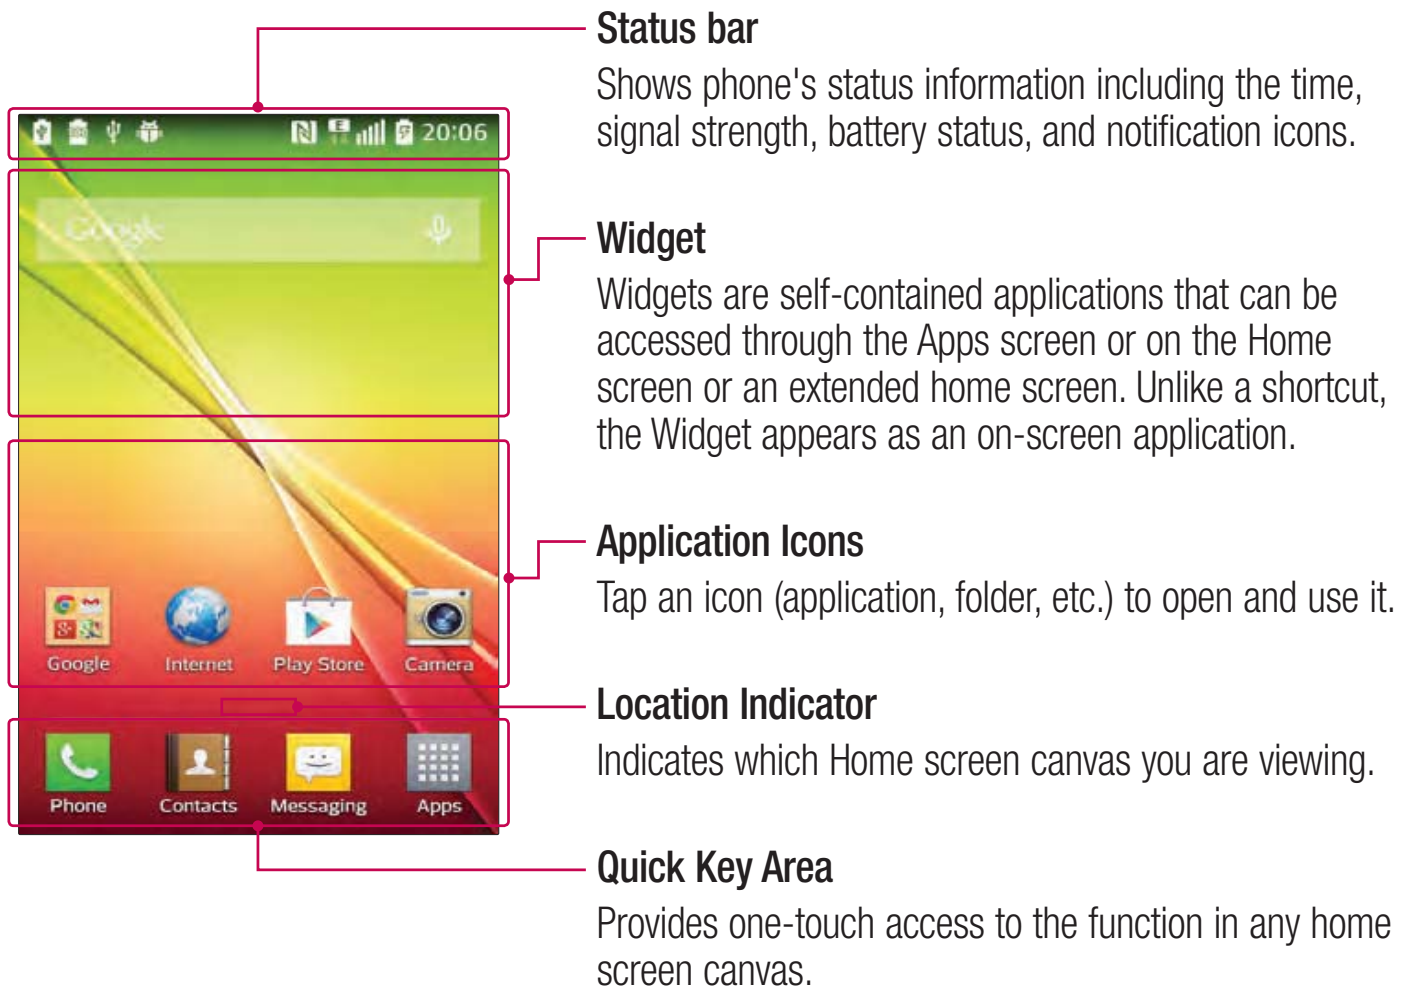 Status bar
Shows phone's status information including the time,
signal strength, battery status, and notification icons.
E
20:06
Google
Widget
Widgets are self-contained applications that can be
accessed through the Apps screen or on the Home
screen or an extended home screen. Unlike a shortcut,
the Widget appears as an on-screen application.
Application Icons
Tap an icon (application, folder, etc.) to open and use it.
Google Internet Play Store Camera
Location Indicator
Indicates which Home screen canvas you are viewing.
Phone Contacts Messaging Apps
Quick Key Area
Provides one-touch access to the function in any home
screen canvas.